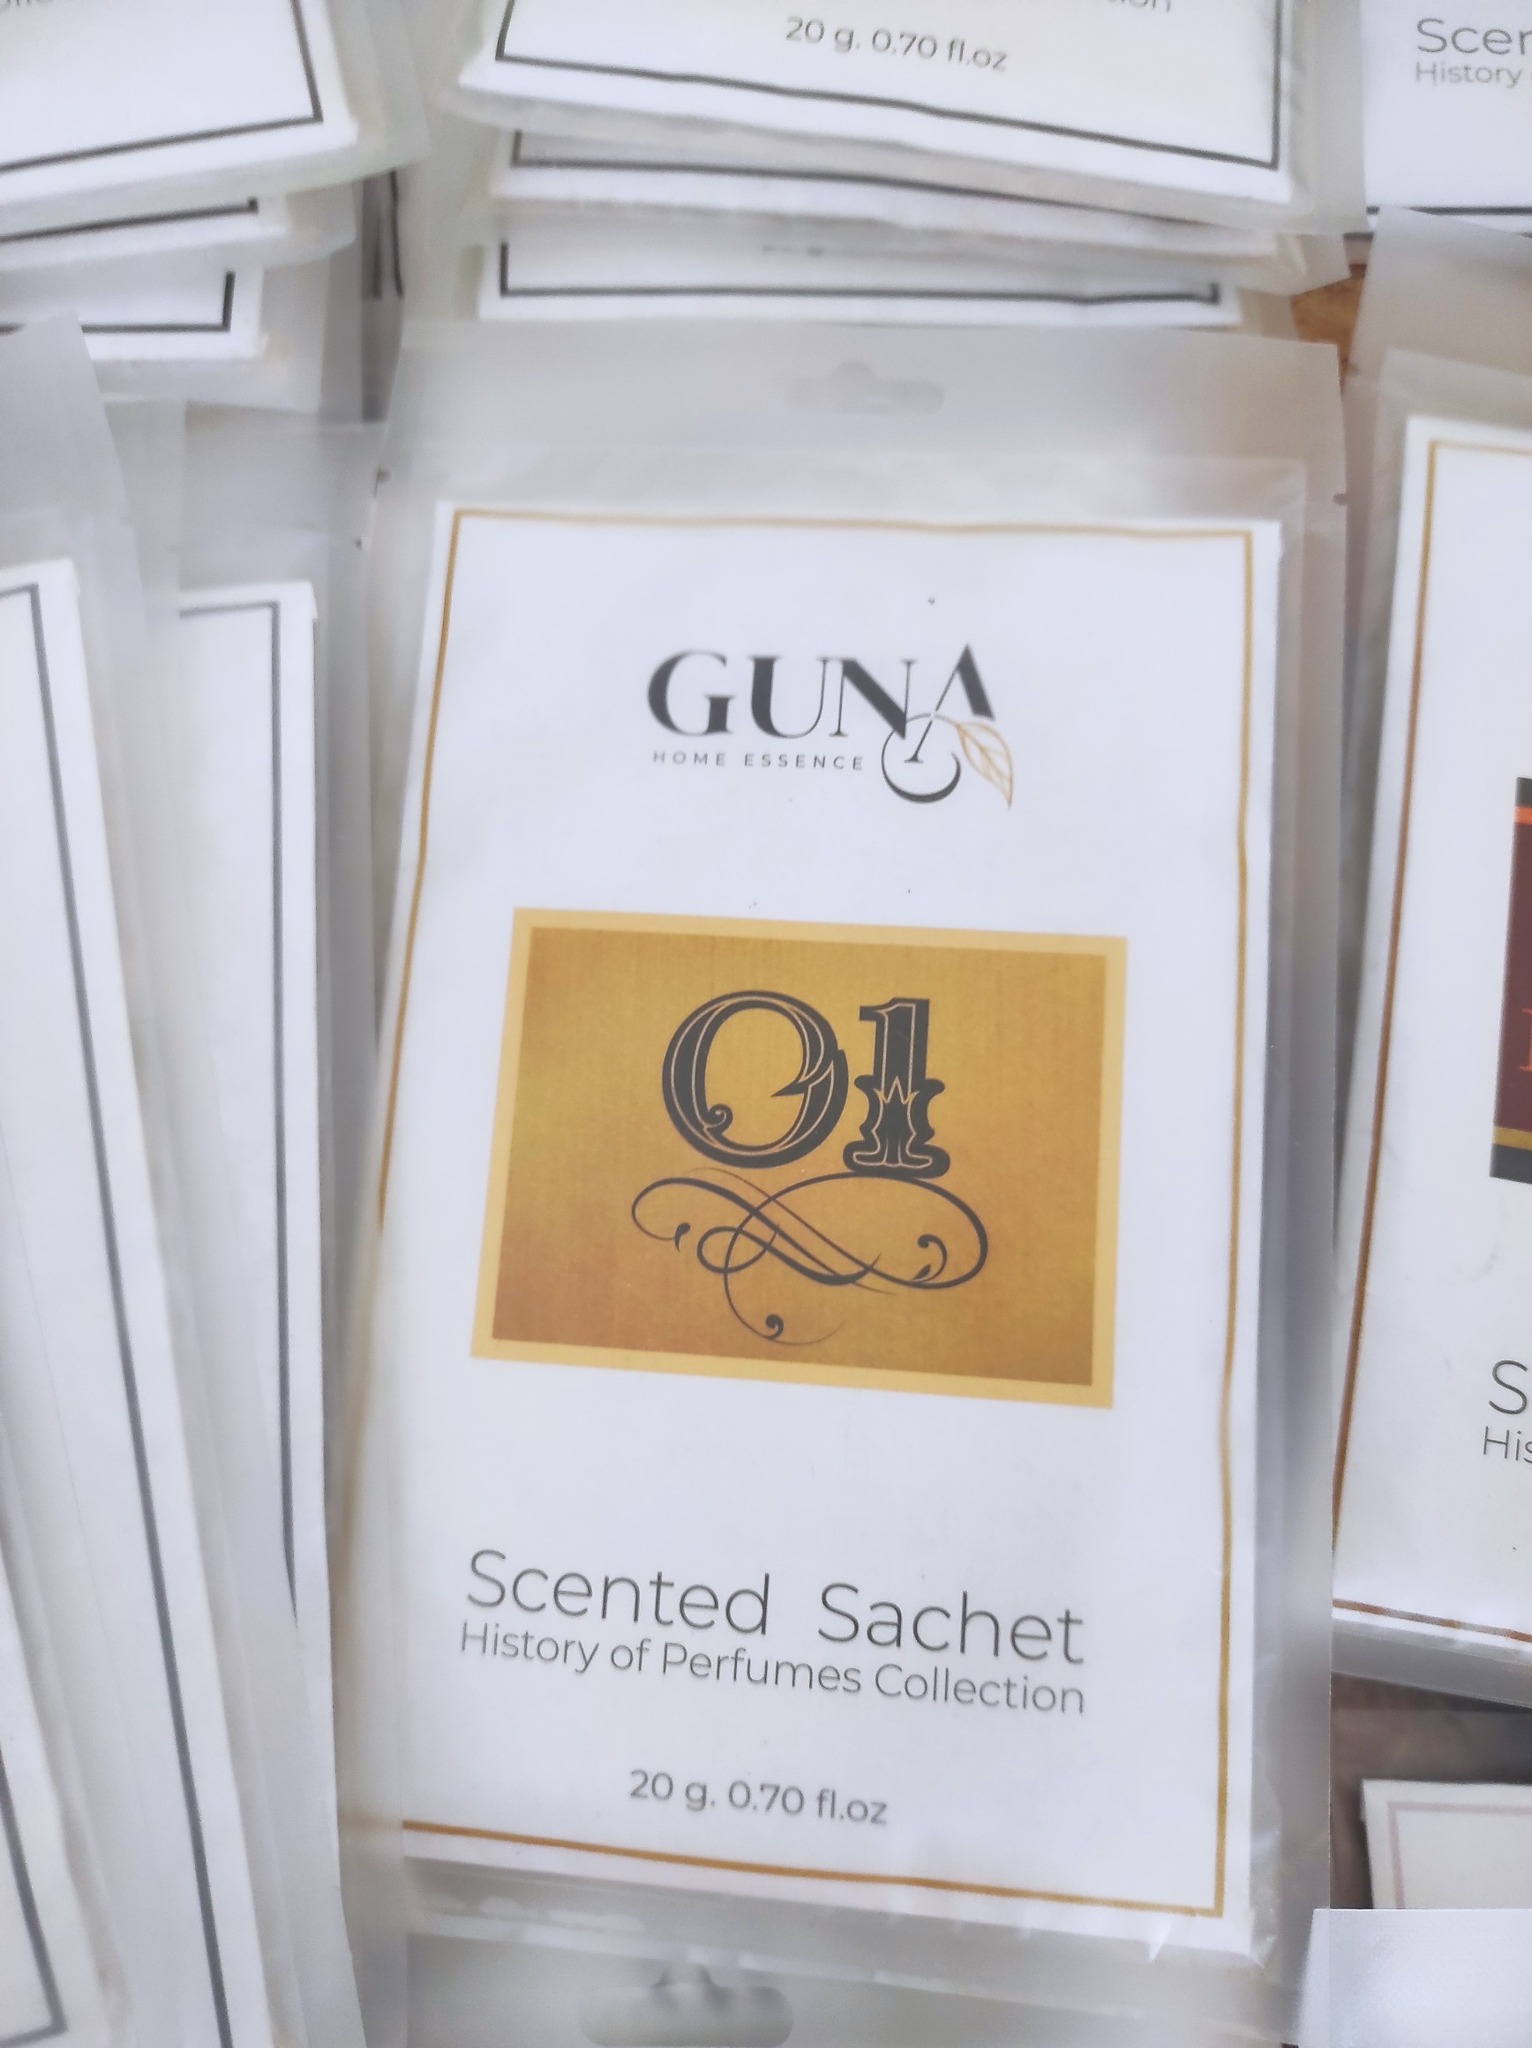 20 g. 0.70 fl.oz
History
GUNA
HOME ESSENCE
01
Scented Sachet
History of Perfumes Collection
20 g. 0.70 fl.oz